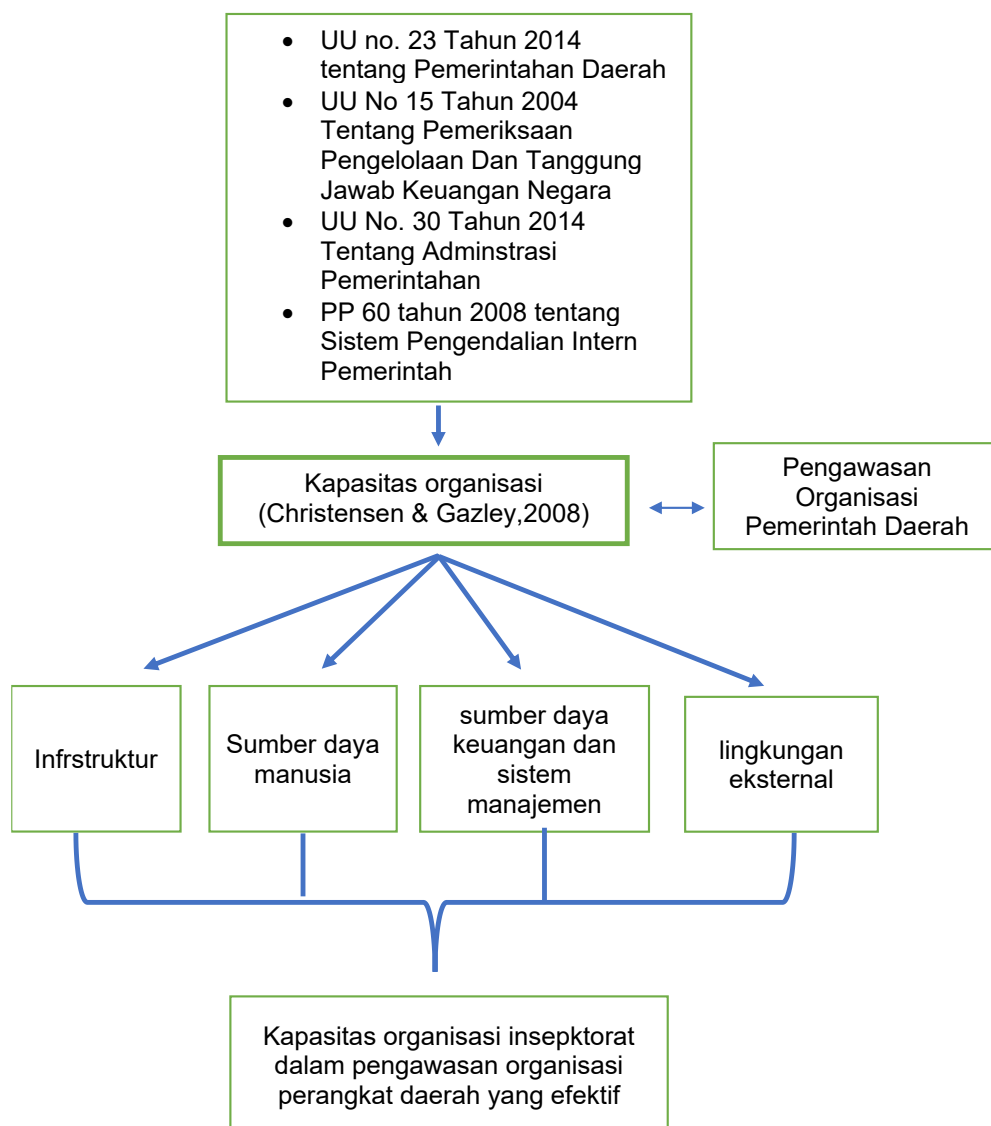 • UU no. 23 Tahun 2014
tentang Pemerintahan Daerah
• UU No 15 Tahun 2004
Tentang Pemeriksaan
Pengelolaan Dan Tanggung
Jawab Keuangan Negara
• UU No. 30 Tahun 2014
Tentang Adminstrasi
Pemerintahan
• PP 60 tahun 2008 tentang
Sistem Pengendalian Intern
Pemerintah
Kapasitas organisasi
(Christensen & Gazley,2008)
Pengawasan
Organisasi
Pemerintah Daerah
Infrstruktur
Sumber daya
manusia
sumber daya
keuangan dan
sistem
manajemen
lingkungan
eksternal
Kapasitas organisasi insepktorat
dalam pengawasan organisasi
perangkat daerah yang efektif